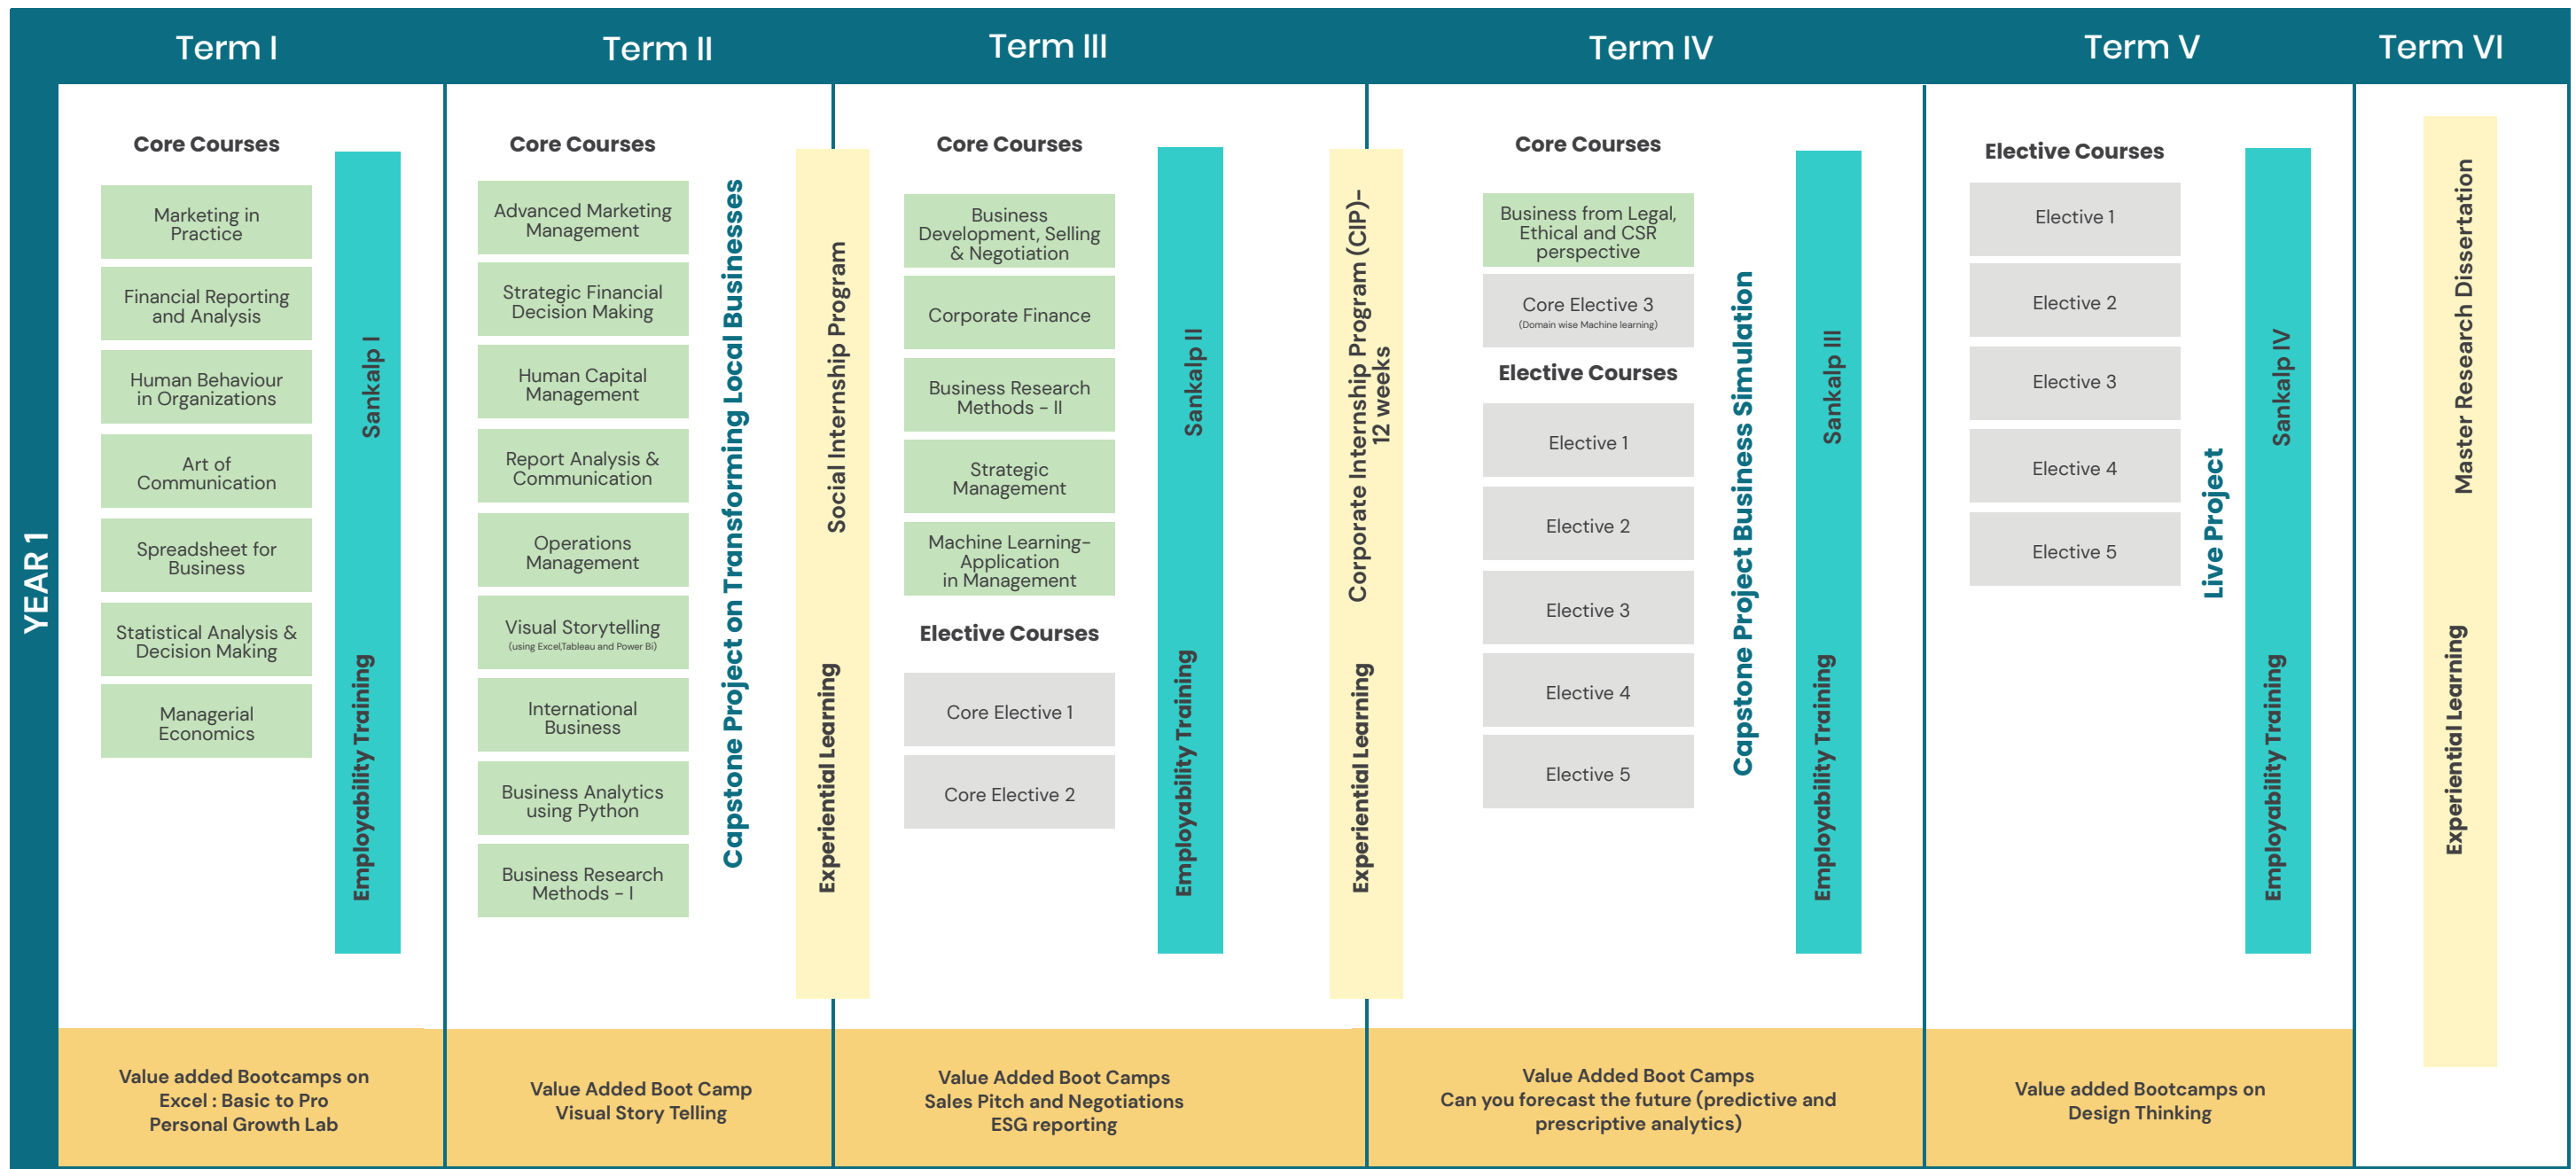 Term I
Term II
Term III
Term IV
Term V
Term VI
YEAR 1
Core Courses
Marketing in
Practice
Financial Reporting
and Analysis
Human Behaviour
in Organizations
Art of
Communication
Spreadsheet for
Business
Statistical Analysis &
Decision Making
Managerial
Economics
Employability Training
Sankalp I
Value added Bootcamps on
Excel : Basic to Pro
Personal Growth Lab
Core Courses
Advanced Marketing
Management
Strategic Financial
Decision Making
Human Capital
Management
Report Analysis &
Communication
Operations
Management
Visual Storytelling
(using Excel,Tableau and Power Bi)
International
Business
Business Analytics
using Python
Business Research
Methods - I
Capstone Project on Transforming Local Businesses
Experiential Learning
Social Internship Program
Value Added Boot Camp
Visual Story Telling
Core Courses
Business
Development, Selling
& Negotiation
Corporate Finance
Business Research
Methods - II
Strategic
Management
Machine Learning-
Application
in Management
Elective Courses
Core Elective 1
Core Elective 2
Employability Training
Sankalp II
Experiential Learning
Corporate Internship Program (CIP)-
12 weeks
Value Added Boot Camps
Sales Pitch and Negotiations
ESG reporting
Core Courses
Business from Legal,
Ethical and CSR
perspective
Core Elective 3
(Domain wise Machine learning)
Elective Courses
Elective 1
Elective 2
Elective 3
Elective 4
Elective 5
Capstone Project Business Simulation
Employability Training
Sankalp III
Value Added Boot Camps
Can you forecast the future (predictive and
prescriptive analytics)
Elective Courses
Elective 1
Elective 2
Elective 3
Elective 4
Elective 5
Live Project
Employability Training
Sankalp IV
Value added Bootcamps on
Design Thinking
Experiential Learning
Master Research Dissertation